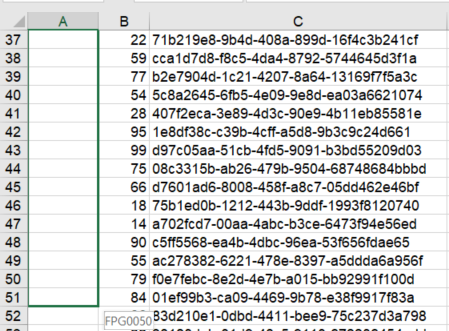 A B C
37 22 71b219e8-9b4d-408a-899d-16f4c3b241cf
38 59 cca1d7d8-f8c5-4da4-8792-5744645d3f1a
39 77 b2e7904d-1c21-4207-8a64-13169f7f5a3c
40 54 5c8a2645-6fb5-4e09-9e8d-ea03a6621074
41 28 407f2eca-3e89-4d3c-90e9-4b11eb85581e
42 95 1e8df38c-c39b-4cff-a5d8-9b3c9c24d661
43 99 d97c05aa-51cb-4fd5-9091-b3bd55209d03
44 75 08c3315b-ab26-479b-9504-68748684bbbd
45 66 d7601ad6-8008-458f-a8c7-05dd462e46bf
46 18 75b1ed0b-1212-443b-9ddf-1993f8120740
47 14 a702fcd7-00aa-4abc-b3ce-6473f94e56ed
48 90 c5ff5568-ea4b-4dbc-96ea-53f656fdae65
49 55 ac278382-6221-478e-8397-a5ddda6a956f
50 79 f0e7febc-8e2d-4e7b-a015-bb92991f100d
51 84 01ef99b3-ca09-4469-9b78-e38f9917f83a
52 FPG0050 83d210e1-0dbd-4411-bee9-75c237d3a798